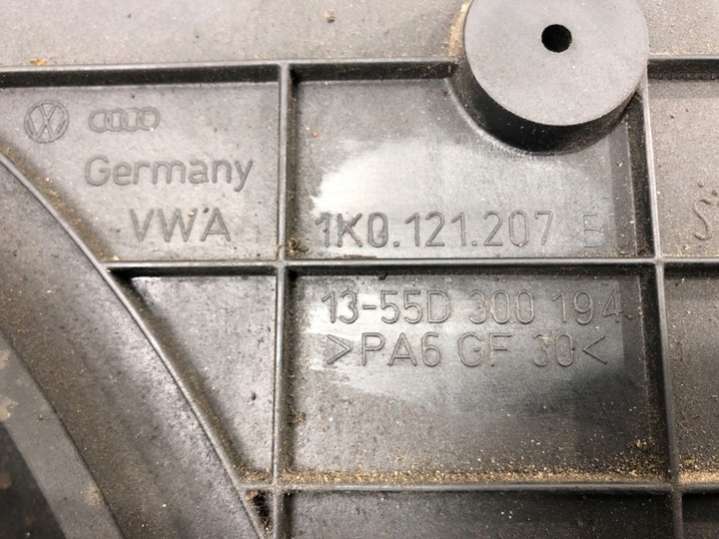 Germany
VWA
1K0.121.207 B
13-55D 300 194
>PA6 GF 30<